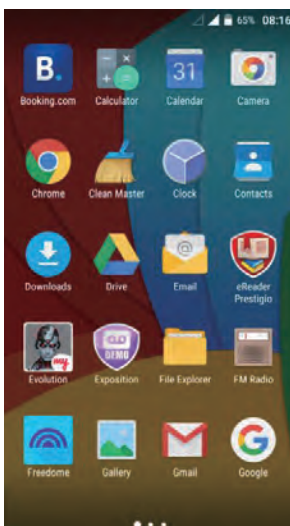 65% 08:16
B.
Booking.com Calculator 31 Calendar Camera
Chrome Clean Master Clock Contacts
Downloads Drive @ Email eReader
Prestigio
my DEMO
Evolution Exposition File Explorer FM Radio
Freedome Gallery Gmail Google